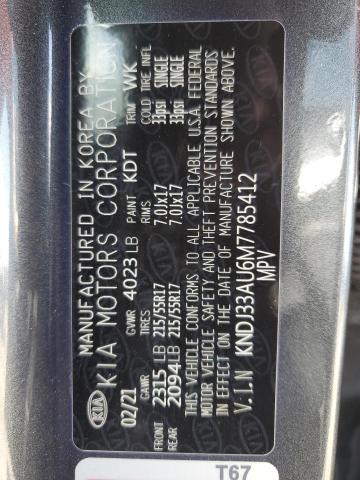 MANUFACTURED IN KOREA BY
KIA KIA MOTORS CORPORATION
02/21 GVWR 4023 LB PAINT KDT TRIM WK
GAWR TIRES RIMS COLD TIRE INFL
FRONT 2315 LB 215/55R17 7.0Jx17 33psi SINGLE
REAR 2094 LB 215/55R17 7.0Jx17 33psi SINGLE
THIS VEHICLE CONFORMS TO ALL APPLICABLE U.S.A. FEDERAL
MOTOR VEHICLE SAFETY AND THEFT PREVENTION STANDARDS
IN EFFECT ON THE DATE OF MANUFACTURE SHOWN ABOVE.
V.I.N KNDJ33AU6M7785412
MPV
T67